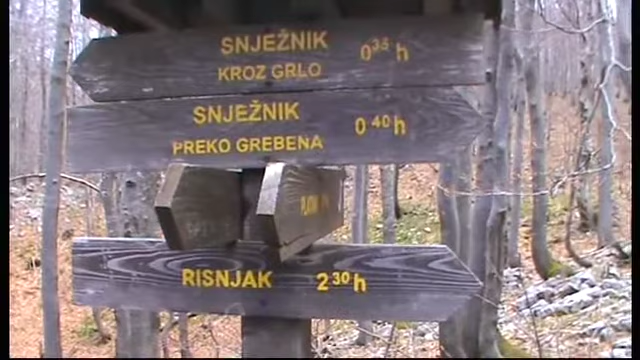 SNJEŽNIK 0³⁵ h
KROZ GRLO
SNJEŽNIK 0⁴⁰ h
PREKO GREBENA
RISNJAK 2³⁰ h